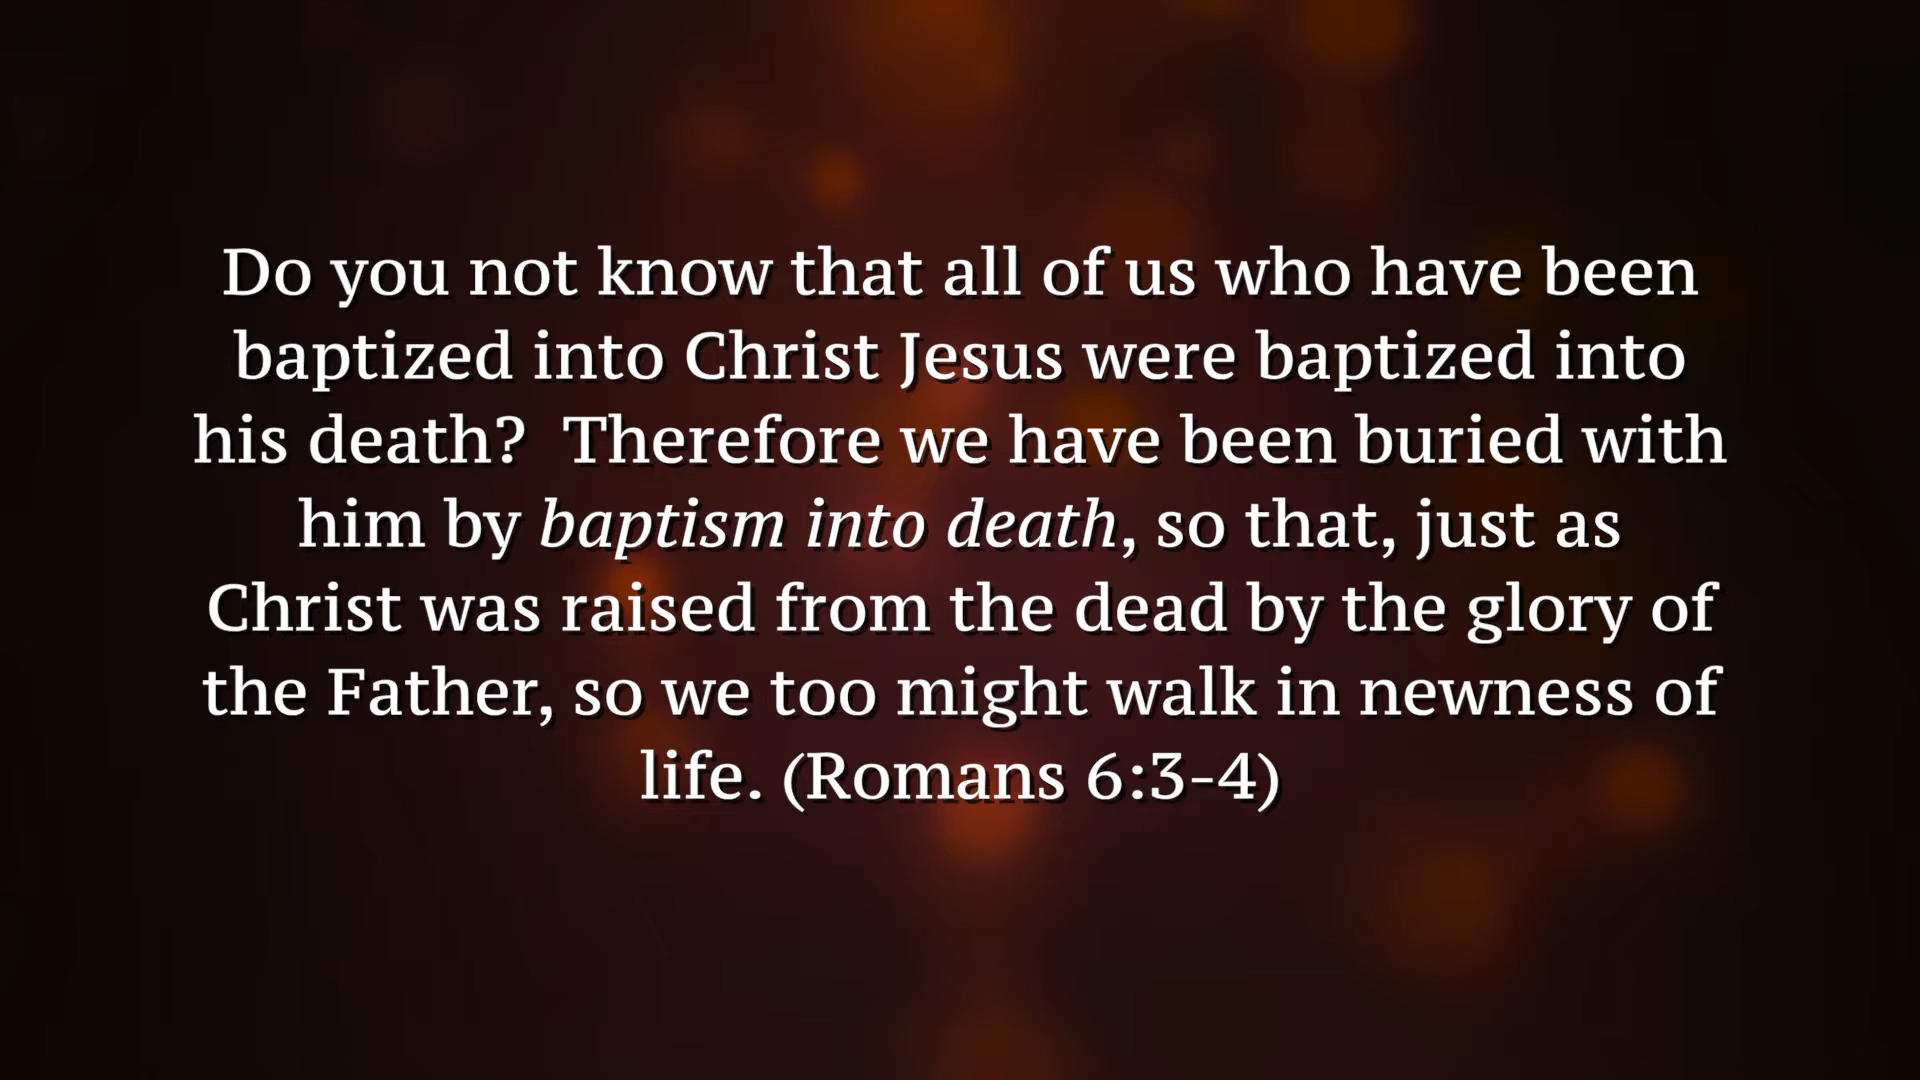 Do you not know that all of us who have been
baptized into Christ Jesus were baptized into
his death?  Therefore we have been buried with
him by baptism into death, so that, just as
Christ was raised from the dead by the glory of
the Father, so we too might walk in newness of
life. (Romans 6:3-4)